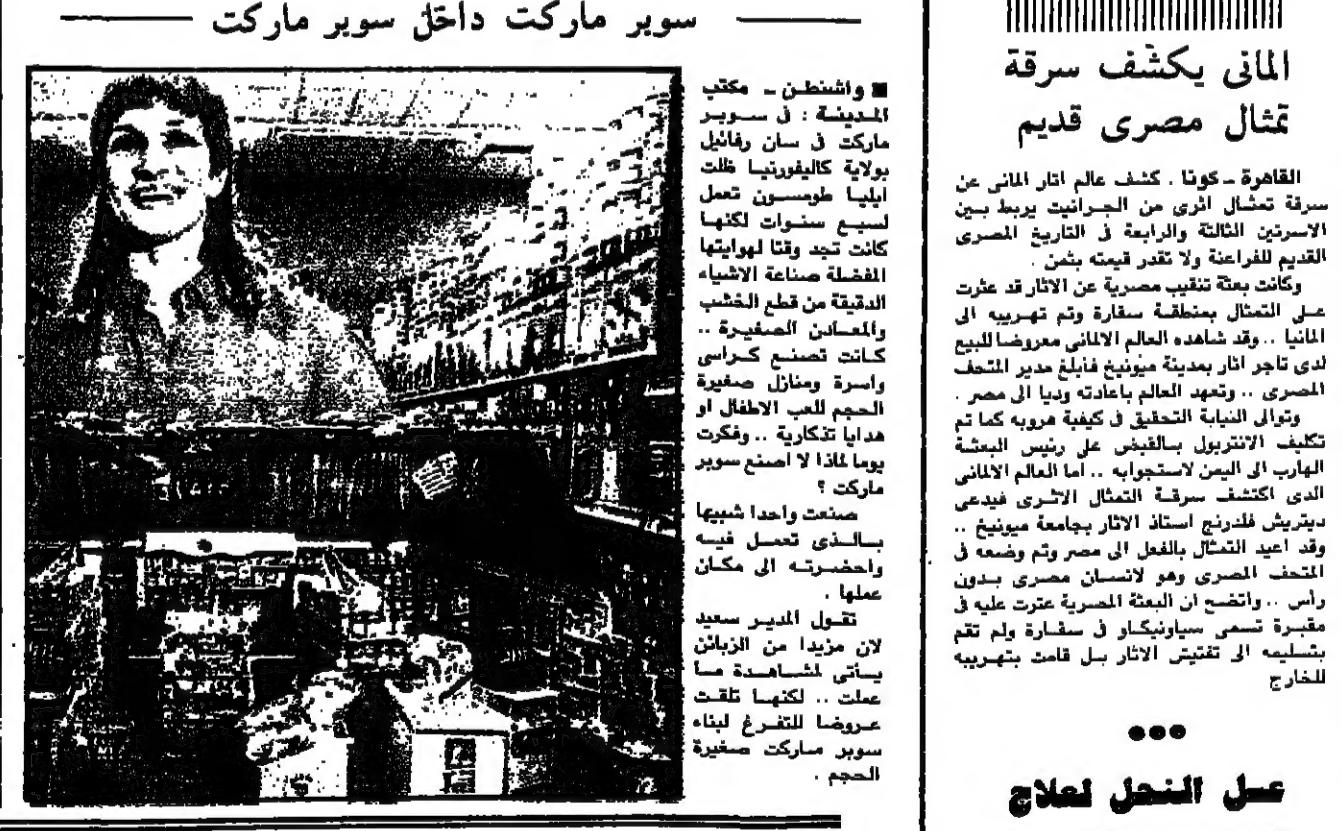 المانى يكشف سرقة
تمثال مصرى قديم
القاهرة ـ كونا . كشف عالم اثار المانى عن
سرقة تمثال اثرى من الجرانيت يربط بين
الاسرتين الثالثة والرابعة فى التاريخ المصرى
القديم للفراعنة ولا تقدر قيمته بثمن .
وكانت بعثة تنقيب مصرية عن الاثار قد عثرت
على التمثال بمنطقة سقارة وتم تهريبه الى
المانيا .. وقد شاهده العالم الالمانى معروضا للبيع
لدى تاجر اثار بمدينة ميونيخ فابلغ مدير المتحف
المصرى .. وتعهد العالم باعادته وديا الى مصر .
وتوالى النيابة التحقيق فى كيفية هروبه كما تم
تكليف الانتربول بالقبض على رئيس البعثة
الهارب الى اليمن لاستجوابه .. اما العالم الالمانى
الذى اكتشف سرقة التمثال الاثرى فيدعى
ديتريش فلدرنج استاذ الاثار بجامعة ميونيخ ..
وقد اعيد التمثال بالفعل الى مصر وتم وضعه فى
المتحف المصرى وهو لانسان مصرى بدون
رأس .. واتضح ان البعثة المصرية عثرت عليه فى
مقبرة تسمى سياونيكاو فى سقارة ولم تقم
بتسليمه الى تفتيش الاثار بل قامت بتهريبه
للخارج
عسل النحل لعلاج
سوبر ماركت داخل سوبر ماركت
■ واشنطن ـ مكتب
المدينة : فى سوبر
ماركت فى سان رفائيل
بولاية كاليفورنيا ظلت
ايليا طومسون تعمل
لسبع سنوات لكنها
كانت تجد وقتا لهوايتها
المفضلة صناعة الاشياء
الدقيقة من قطع الخشب
والمعادن الصغيرة ..
كانت تصنع كراسى
واسرة ومنازل صغيرة
الحجم للعب الاطفال او
هدايا تذكارية .. وفكرت
يوما لماذا لا اصنع سوبر
ماركت ؟
صنعت واحدا شبيها
بالذى تعمل فيه
واحضرته الى مكان
عملها .
تقول المدير سعيد
لان مزيدا من الزبائن
يأتى لمشاهدة ما
عملت .. لكنها تلقت
عروضا للتفرغ لبناء
سوبر ماركت صغيرة
الحجم .